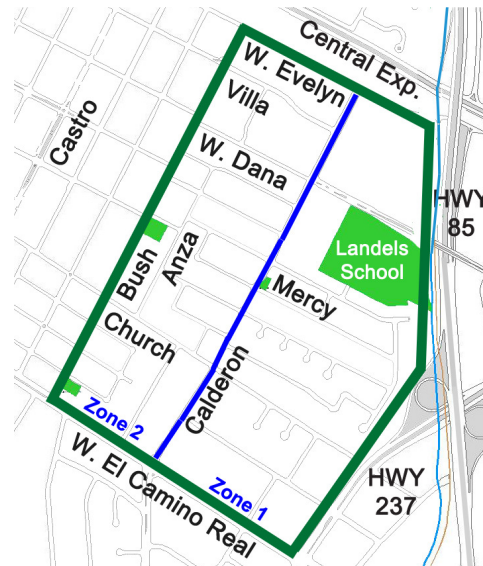 Central Exp.
W. Evelyn
Villa
Castro
W. Dana
HWY
85
Landels
School
Bush
Anza
Mercy
Church
Calderon
Zone 2
Zone 1
W. El Camino Real
HWY
237